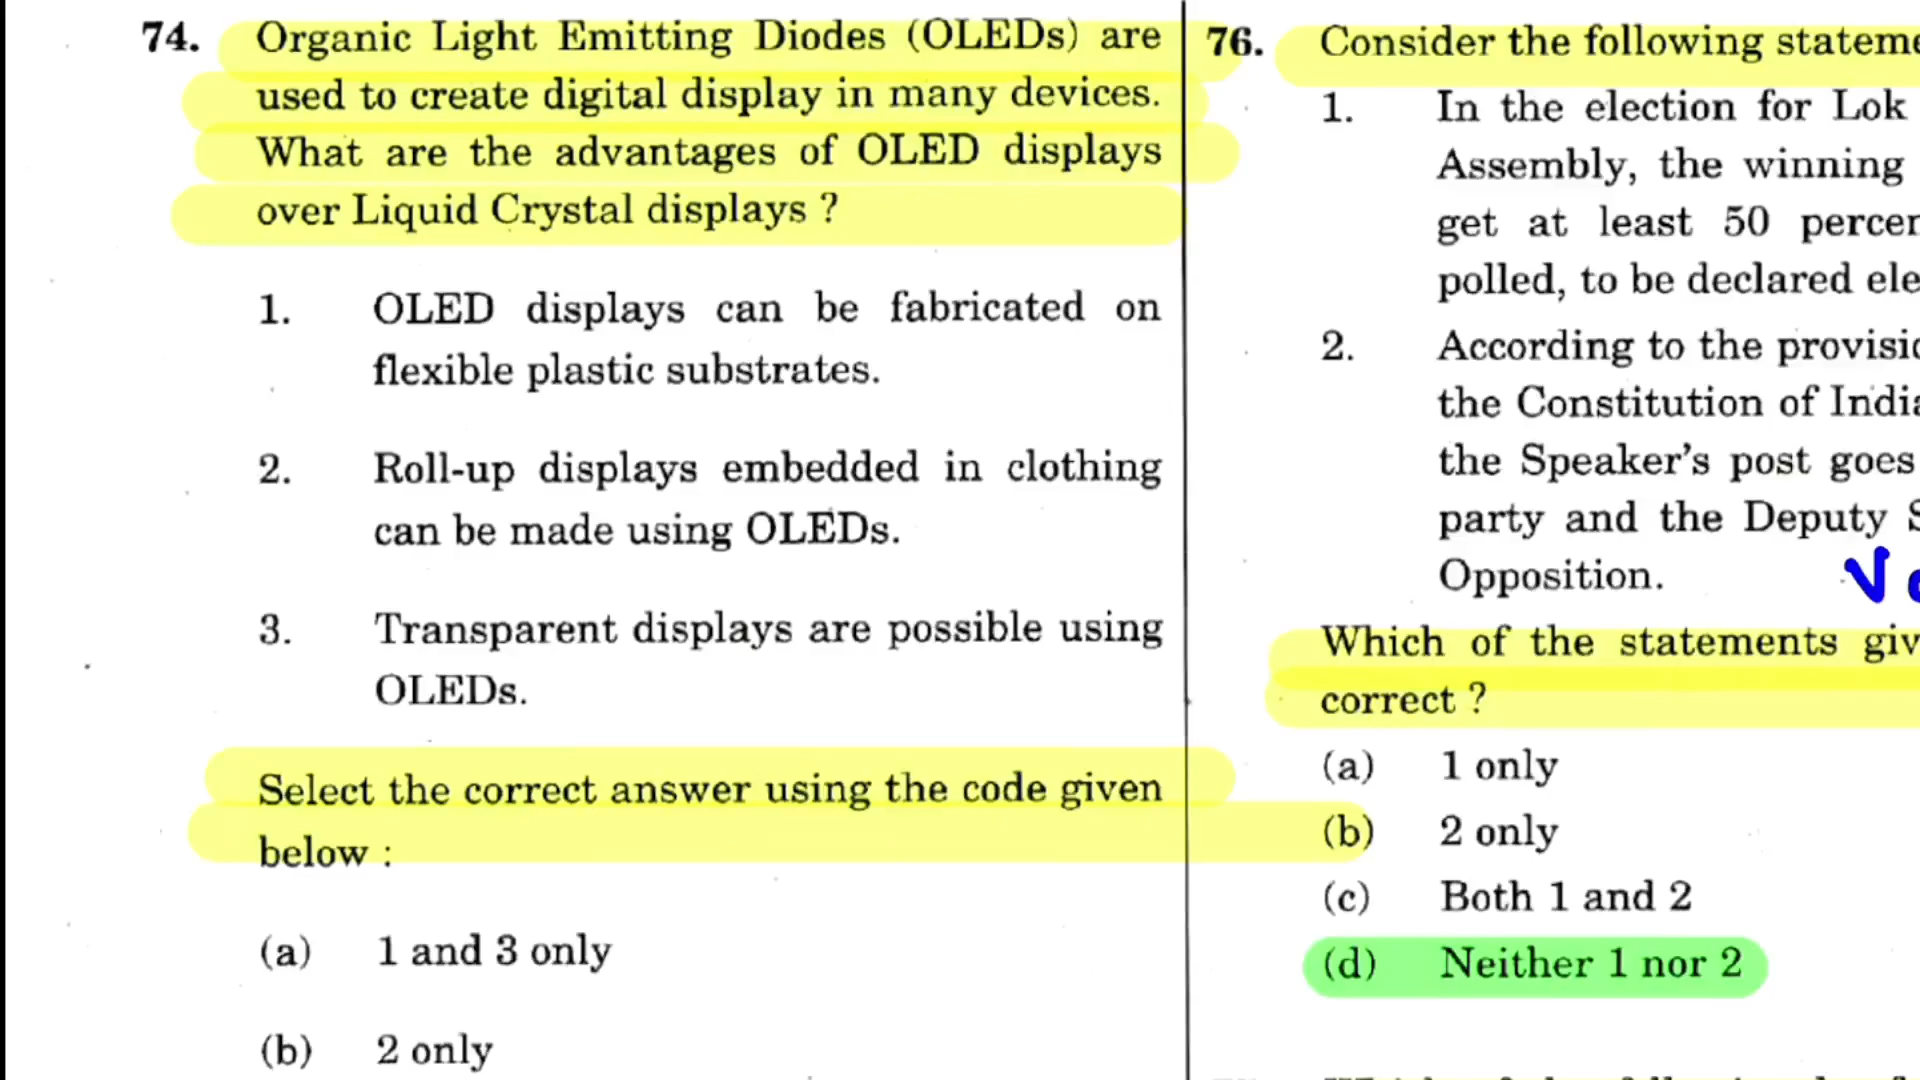 74. Organic Light Emitting Diodes (OLEDs) are
used to create digital display in many devices.
What are the advantages of OLED displays
over Liquid Crystal displays ?
1. OLED displays can be fabricated on
flexible plastic substrates.
2. Roll-up displays embedded in clothing
can be made using OLEDs.
3. Transparent displays are possible using
OLEDs.
Select the correct answer using the code given
below :
(a) 1 and 3 only
(b) 2 only
76. Consider the following
1. In the election for Lok
Assembly, the winning
get at least 50
polled, to be declared
2. According to the
the Constitution of
the Speaker's post goes
party and the Deputy
Opposition.
Which of the statements
correct ?
(a) 1 only
(b) 2 only
(c) Both 1 and 2
(d) Neither 1 nor 2